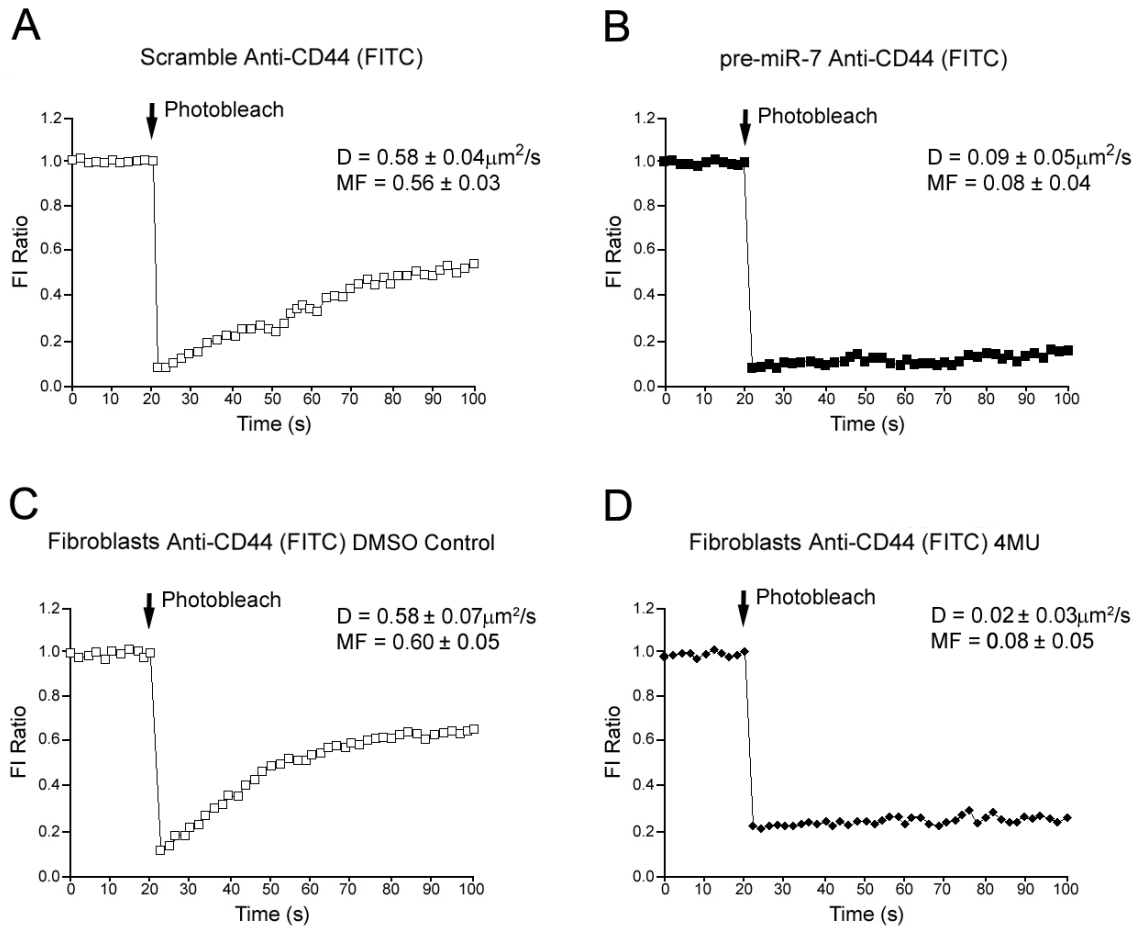 A
Scramble Anti-CD44 (FITC)
Photobleach
D = 0.58 ± 0.04μm²/s
MF = 0.56 ± 0.03
1.2
1.0
0.8
0.6
0.4
0.2
0.0
FI Ratio
0 10 20 30 40 50 60 70 80 90 100
Time (s)
B
pre-miR-7 Anti-CD44 (FITC)
Photobleach
D = 0.09 ± 0.05μm²/s
MF = 0.08 ± 0.04
1.2
1.0
0.8
0.6
0.4
0.2
0.0
FI Ratio
0 10 20 30 40 50 60 70 80 90 100
Time (s)
C
Fibroblasts Anti-CD44 (FITC) DMSO Control
Photobleach
D = 0.58 ± 0.07μm²/s
MF = 0.60 ± 0.05
1.2
1.0
0.8
0.6
0.4
0.2
0.0
FI Ratio
0 10 20 30 40 50 60 70 80 90 100
Time (s)
D
Fibroblasts Anti-CD44 (FITC) 4MU
Photobleach
D = 0.02 ± 0.03μm²/s
MF = 0.08 ± 0.05
1.2
1.0
0.8
0.6
0.4
0.2
0.0
FI Ratio
0 10 20 30 40 50 60 70 80 90 100
Time (s)